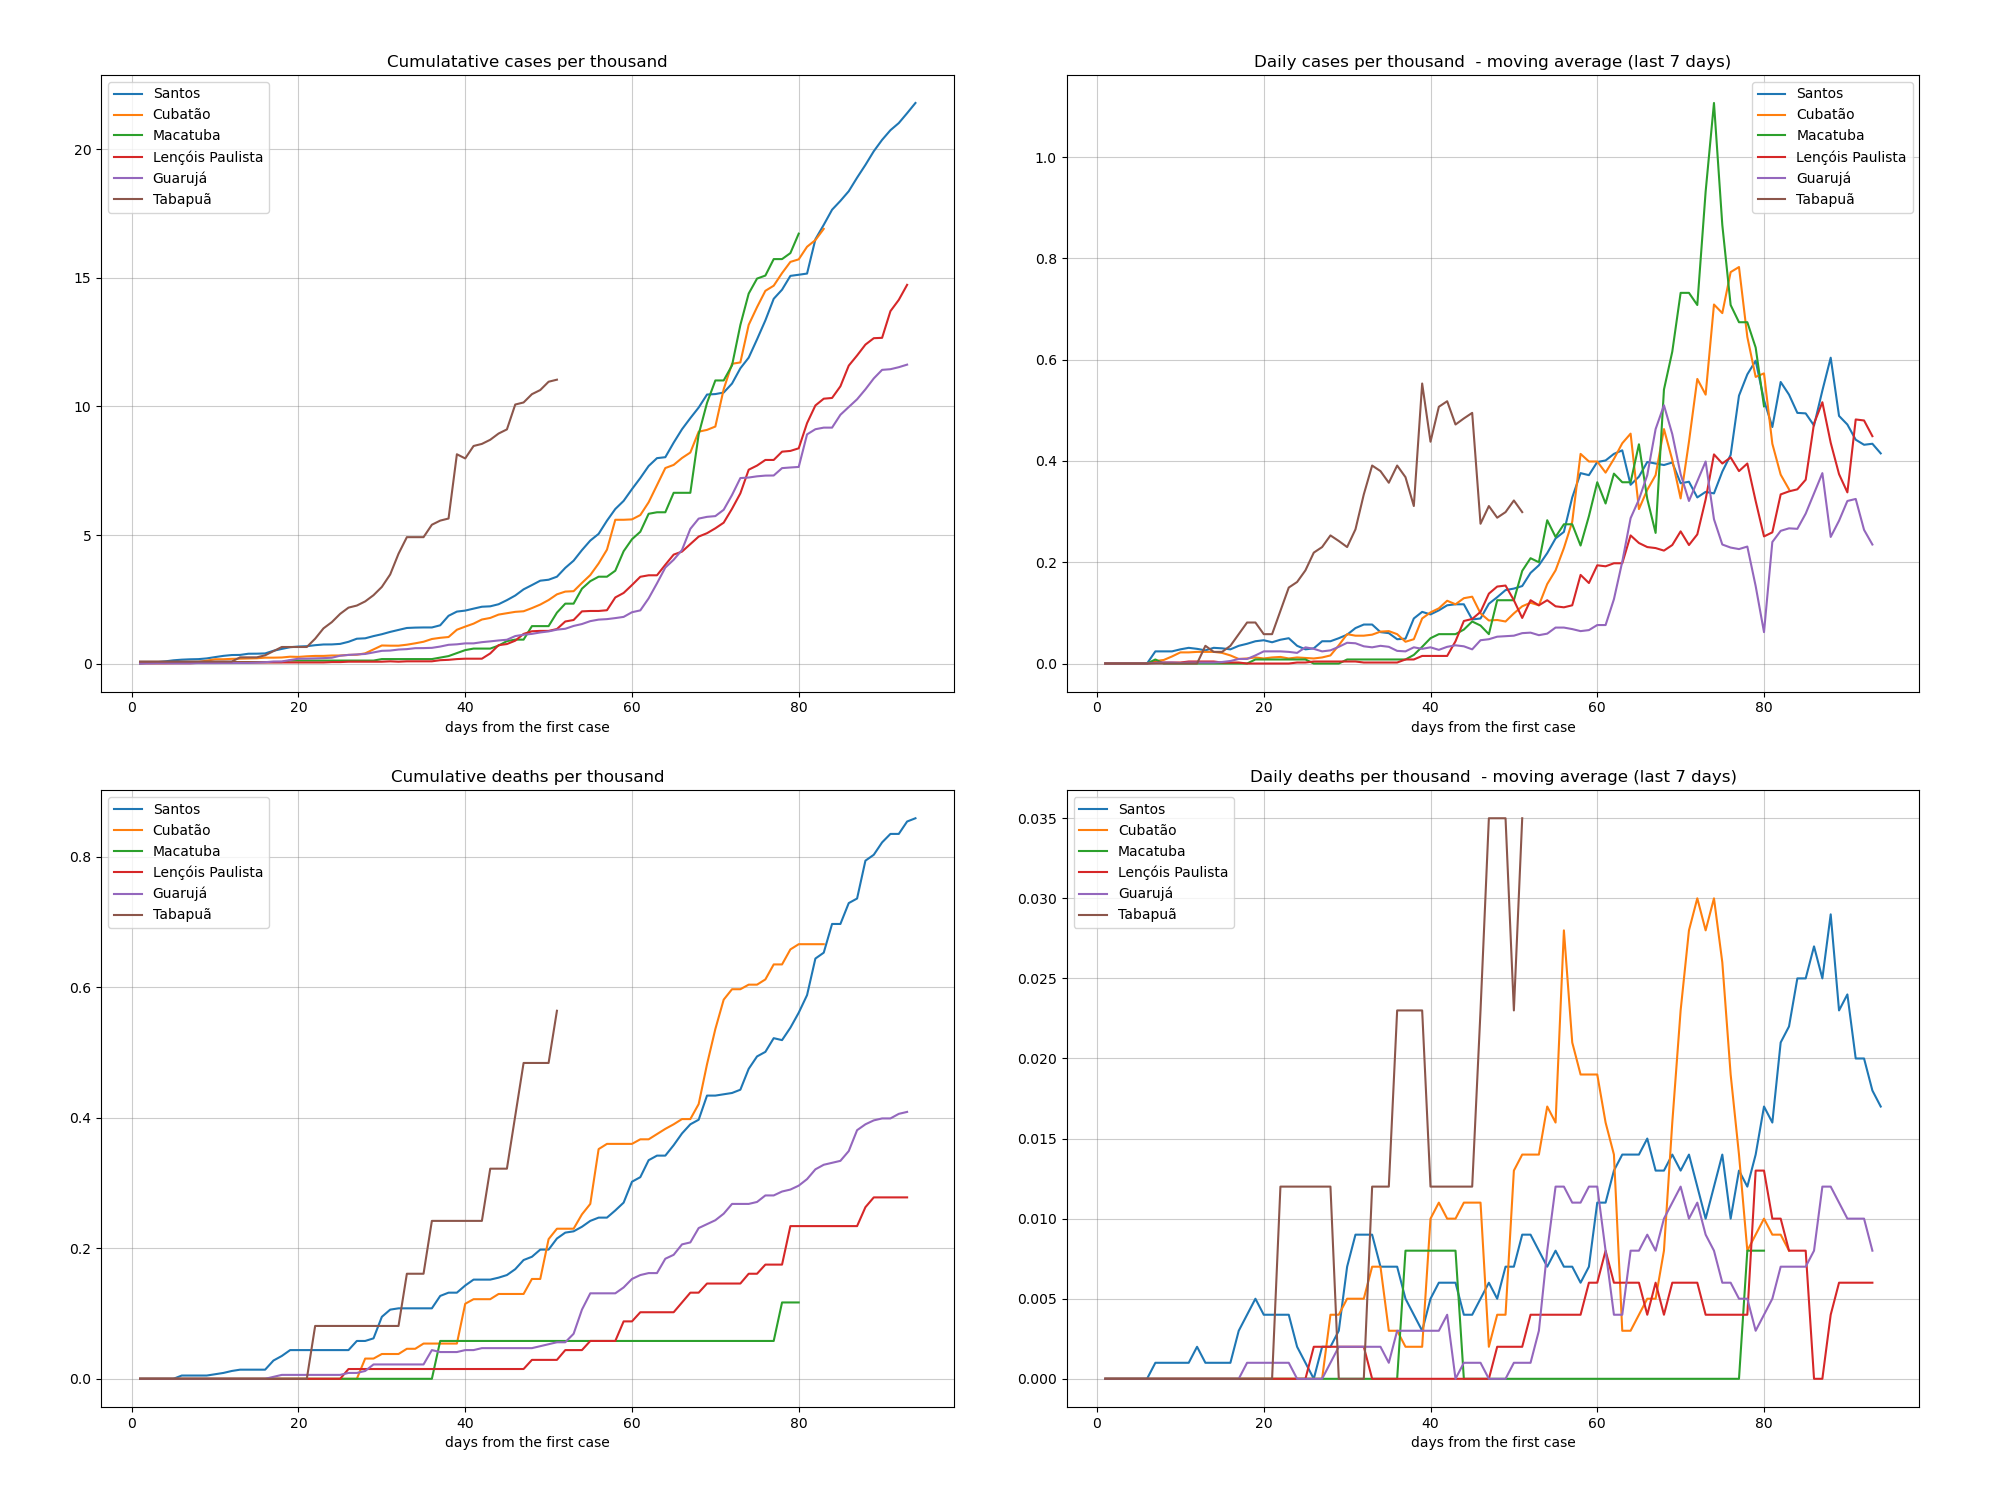 Cumulatative cases per thousand
Santos
Cubatão
Macatuba
Lençóis Paulista
Guarujá
Tabapuã
20
15
10
5
0
0 20 40 60 80
days from the first case
Daily cases per thousand  - moving average (last 7 days)
Santos
Cubatão
Macatuba
Lençóis Paulista
Guarujá
Tabapuã
1.0
0.8
0.6
0.4
0.2
0.0
0 20 40 60 80
days from the first case
Cumulative deaths per thousand
Santos
Cubatão
Macatuba
Lençóis Paulista
Guarujá
Tabapuã
0.8
0.6
0.4
0.2
0.0
0 20 40 60 80
days from the first case
Daily deaths per thousand  - moving average (last 7 days)
Santos
Cubatão
Macatuba
Lençóis Paulista
Guarujá
Tabapuã
0.035
0.030
0.025
0.020
0.015
0.010
0.005
0.000
0 20 40 60 80
days from the first case